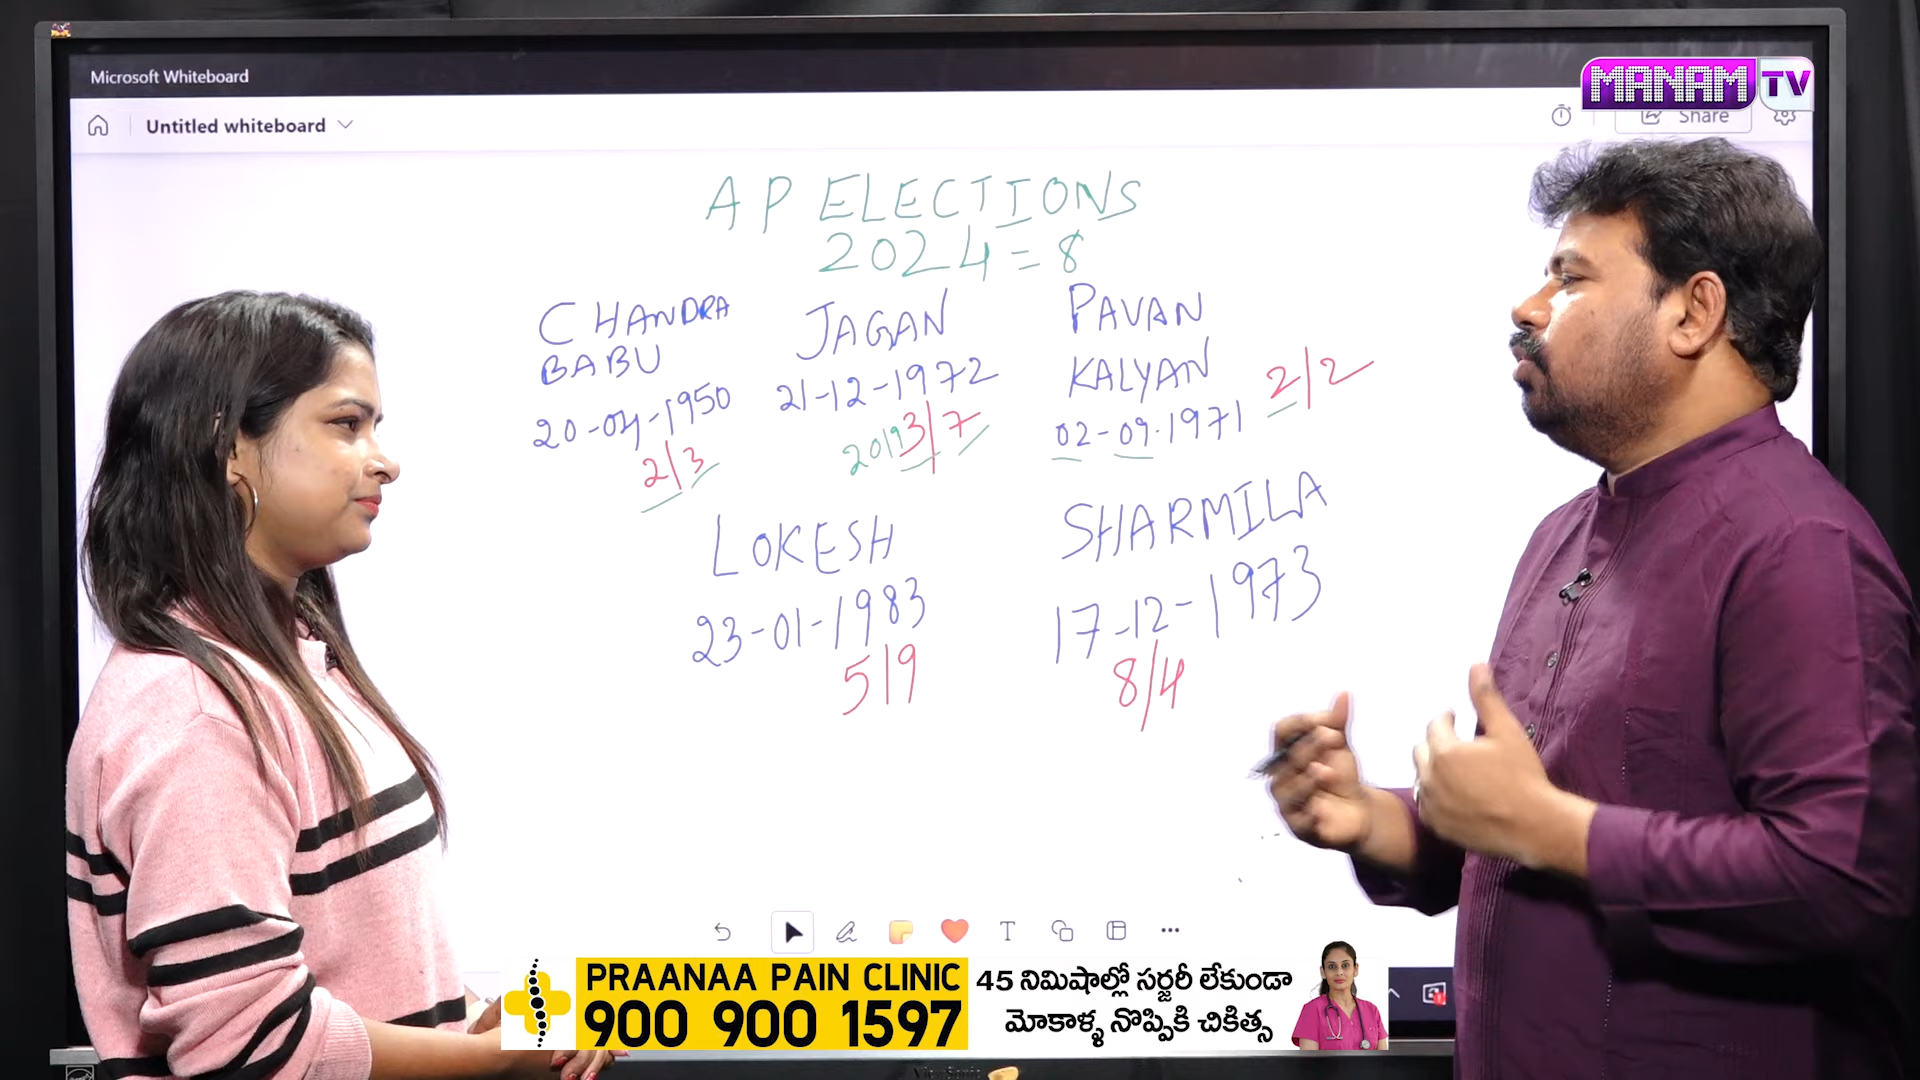 Microsoft Whiteboard
MANAM TV
Untitled whiteboard
Share
AP ELECTIONS
2024 = 8
CHANDRA
BABU
20-04-1950
2/3
JAGAN
21-12-1972
2019 3/7
PAVAN
KALYAN
02-09-1971
2/2
LOKESH
23-01-1983
5/9
SHARMILA
17-12-1973
8/4
T
PRAANAA PAIN CLINIC
900 900 1597
45 నిమిషాల్లో సర్జరీ లేకుండా
మోకాళ్ళ నొప్పికి చికిత్స
ViewSonic